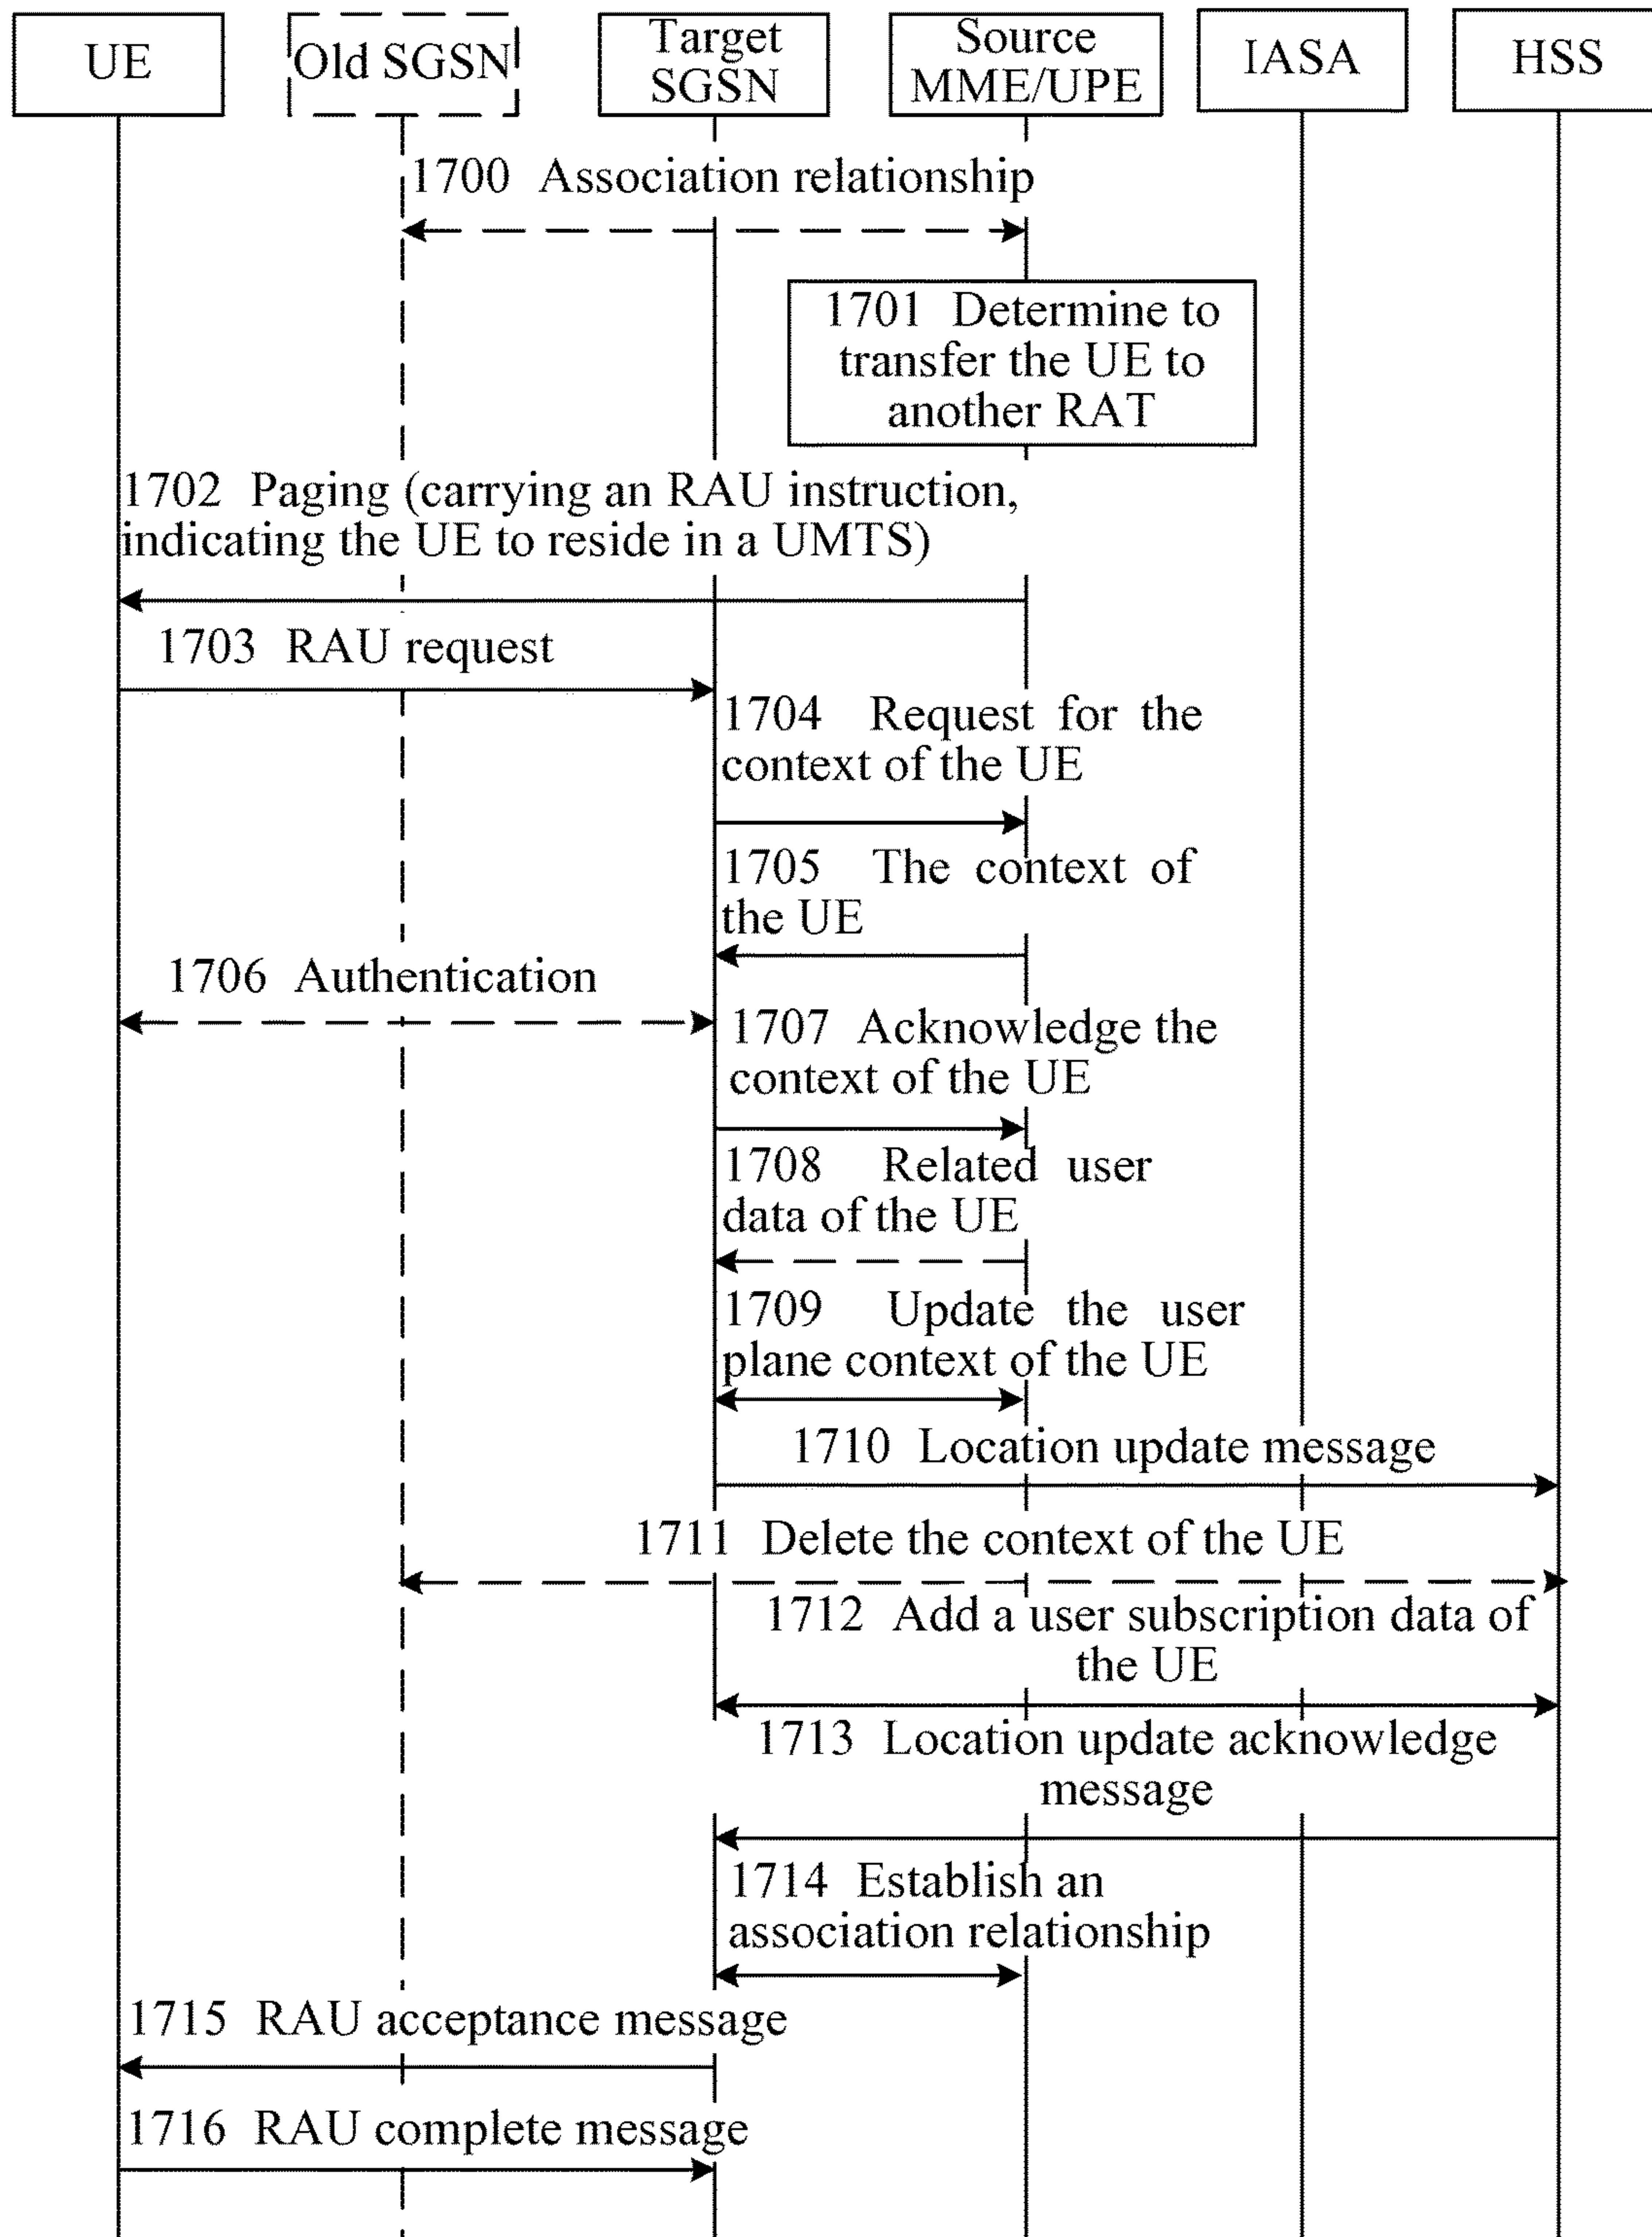 UE
Old SGSN
Target
SGSN
Source
MME/UPE
IASA
HSS
1700 Association relationship
1701 Determine to
transfer the UE to
another RAT
1702 Paging (carrying an RAU instruction,
indicating the UE to reside in a UMTS)
1703 RAU request
1704 Request for the
context of the UE
1705 The context of
the UE
1706 Authentication
1707 Acknowledge the
context of the UE
1708 Related user
data of the UE
1709 Update the user
plane context of the UE
1710 Location update message
1711 Delete the context of the UE
1712 Add a user subscription data of
the UE
1713 Location update acknowledge
message
1714 Establish an
association relationship
1715 RAU acceptance message
1716 RAU complete message